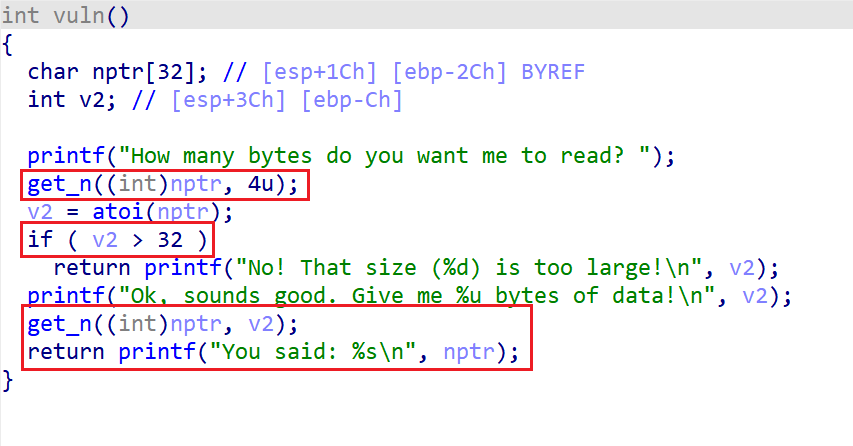 int vuln()
{
char nptr[32]; // [esp+1Ch] [ebp-2Ch] BYREF
int v2; // [esp+3Ch] [ebp-Ch]
printf("How many bytes do you want me to read? ");
get_n((int)nptr, 4u);
v2 = atoi(nptr);
if ( v2 > 32 )
return printf("No! That size (%d) is too large!\n", v2);
printf("Ok, sounds good. Give me %u bytes of data!\n", v2);
get_n((int)nptr, v2);
return printf("You said: %s\n", nptr);
}